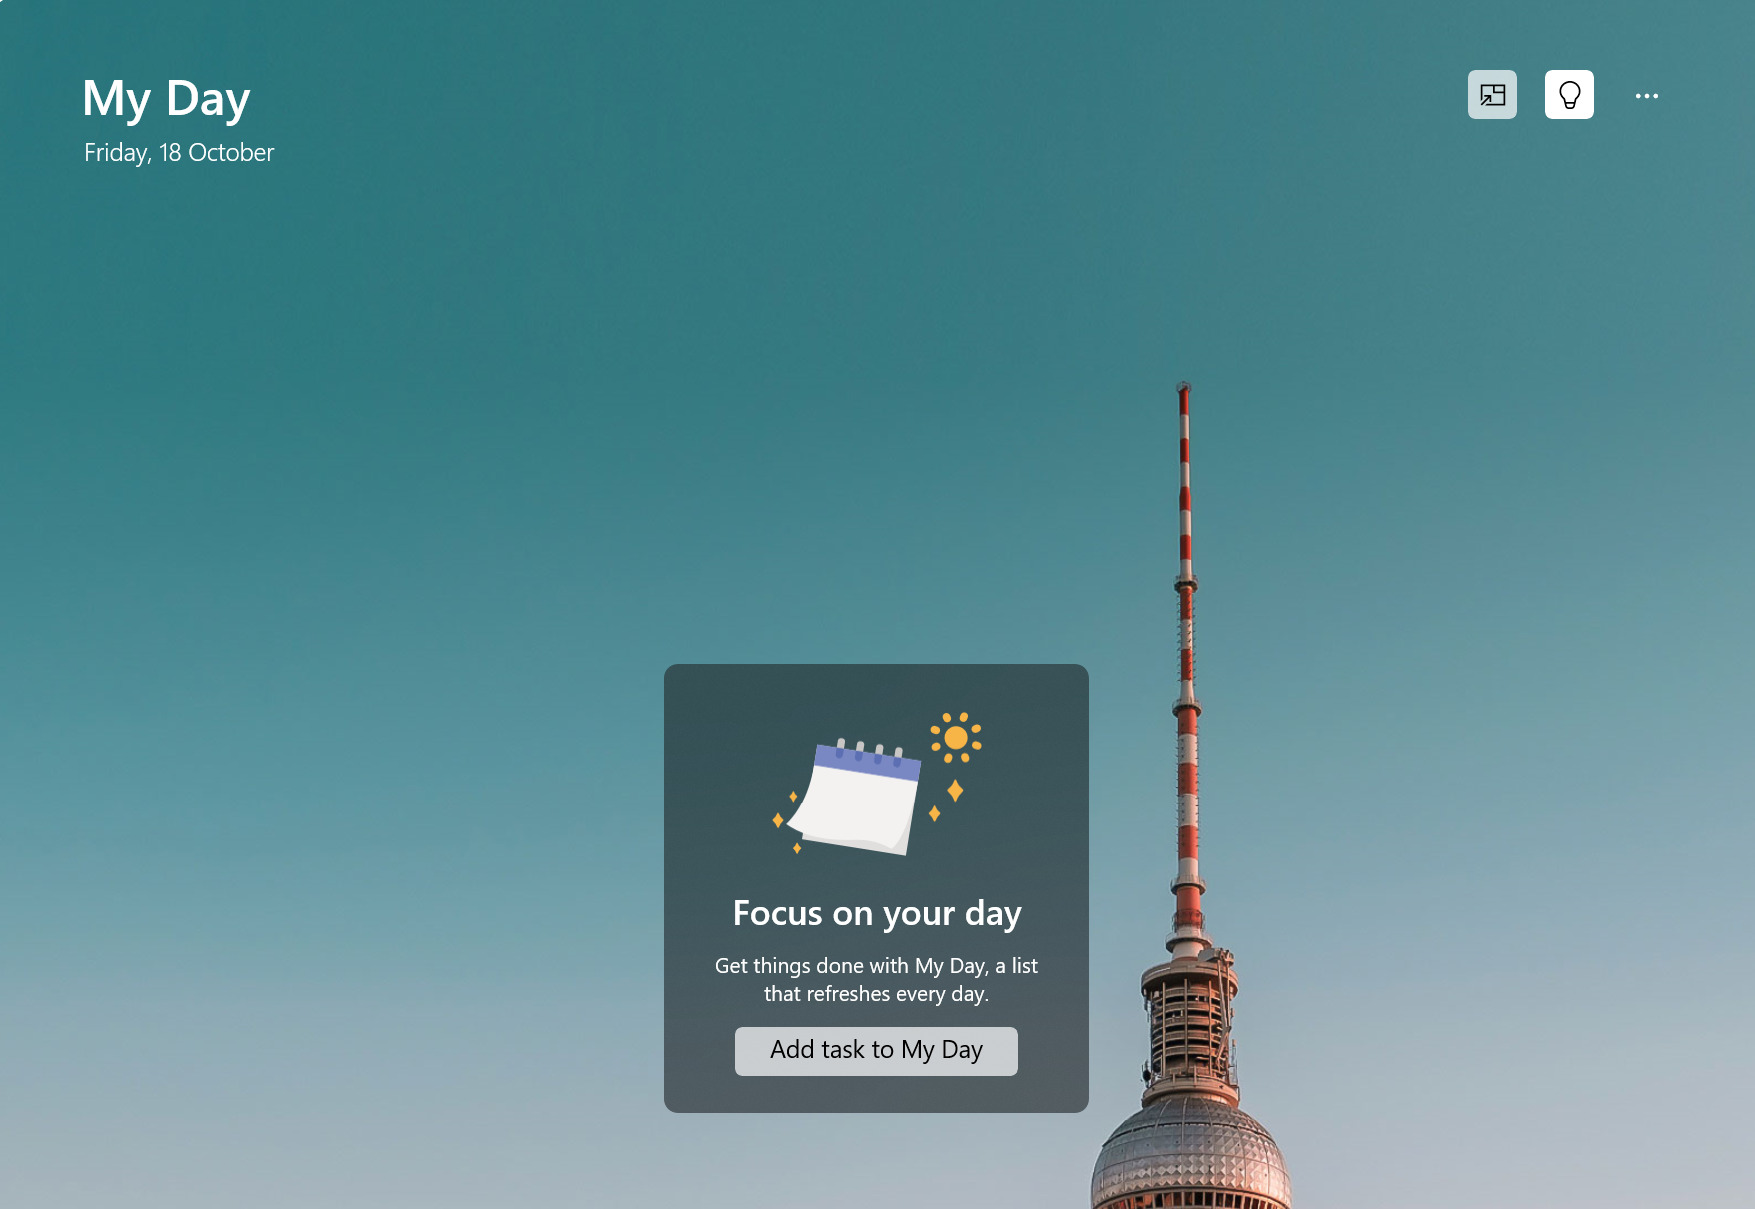 My Day
Friday, 18 October
Focus on your day
Get things done with My Day, a list
that refreshes every day.
Add task to My Day